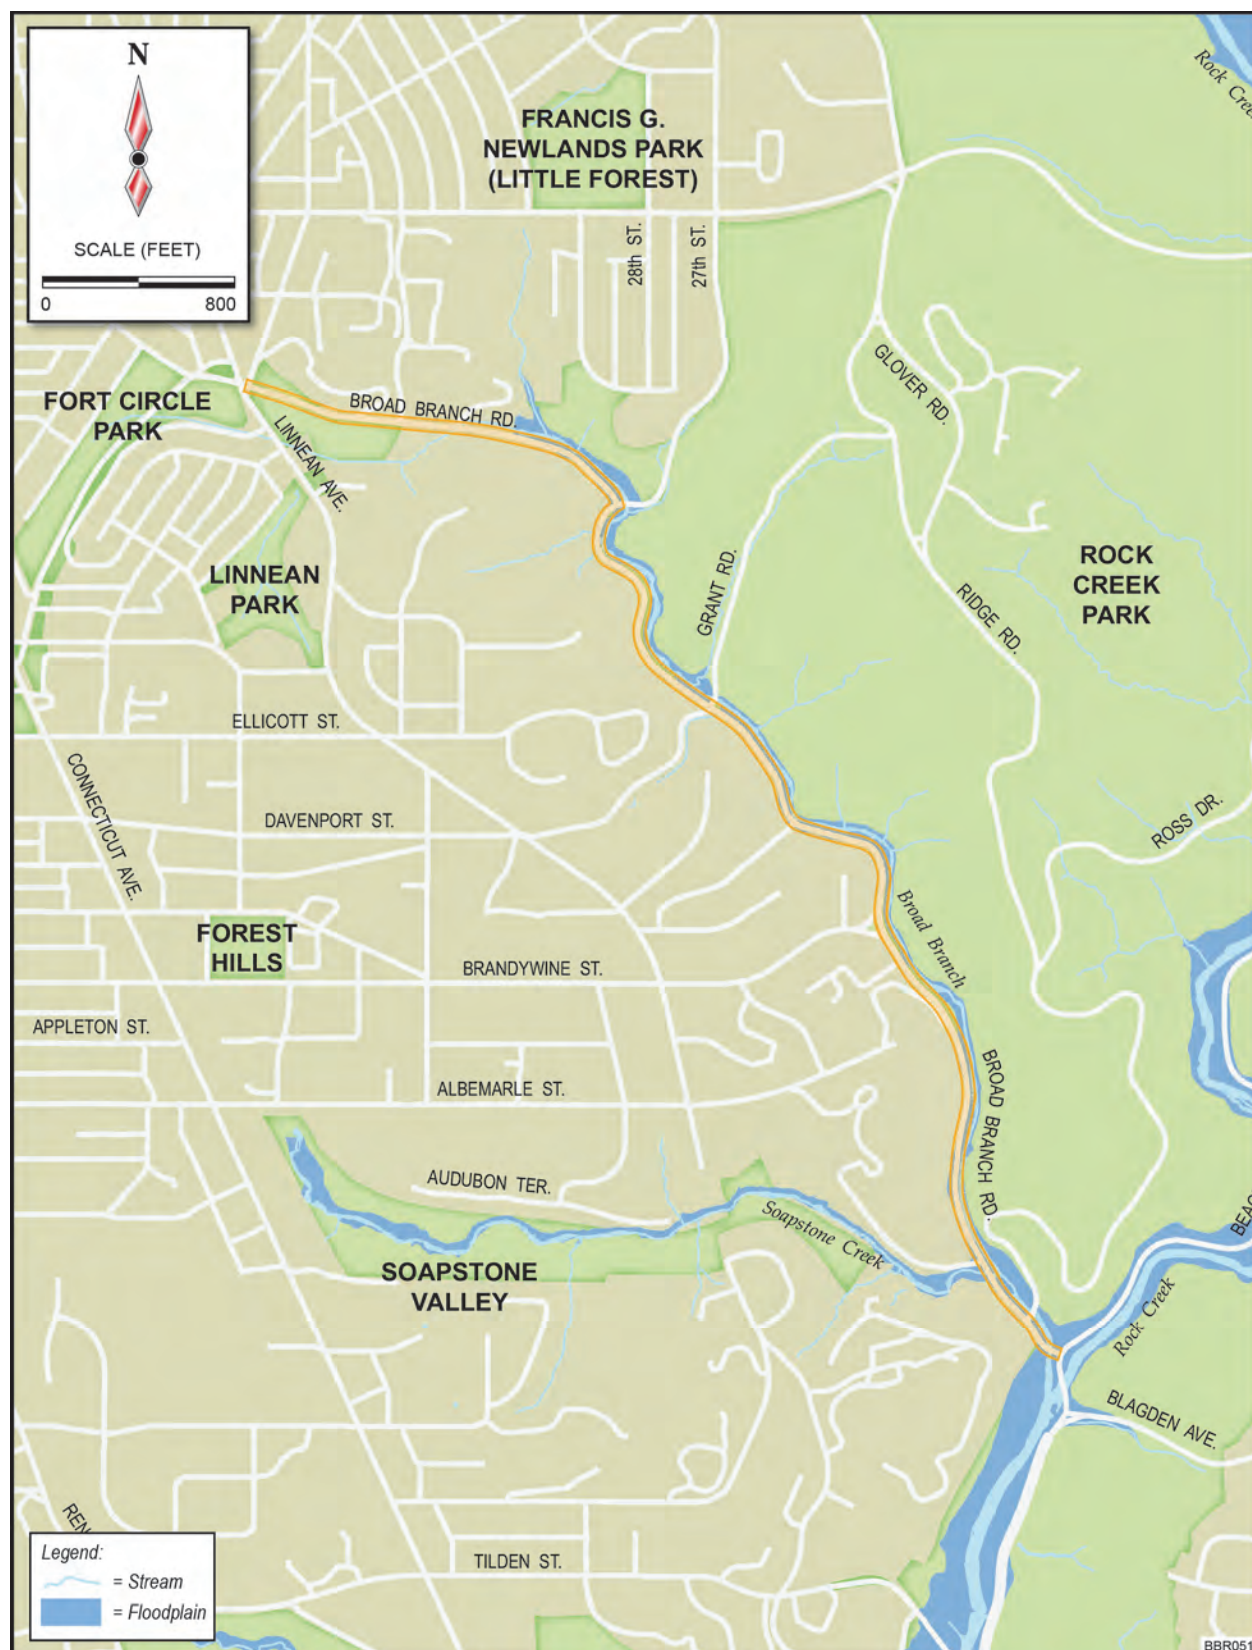 N
SCALE (FEET)
0 800
FRANCIS G.
NEWLANDS PARK
(LITTLE FOREST)
Rock Creek
28th ST.
27th ST.
GLOVER RD.
FORT CIRCLE
PARK
BROAD BRANCH RD.
LINNEAN AVE.
LINNEAN
PARK
GRANT RD.
ROCK
CREEK
PARK
RIDGE RD.
ELLICOTT ST.
CONNECTICUT AVE.
DAVENPORT ST.
ROSS DR.
FOREST
HILLS
Broad Branch
BRANDYWINE ST.
APPLETON ST.
BROAD BRANCH RD.
ALBEMARLE ST.
AUDUBON TER.
Soapstone Creek
SOAPSTONE
VALLEY
Rock Creek
BLAGDEN AVE.
TILDEN ST.
Legend:
= Stream
= Floodplain
BBR051